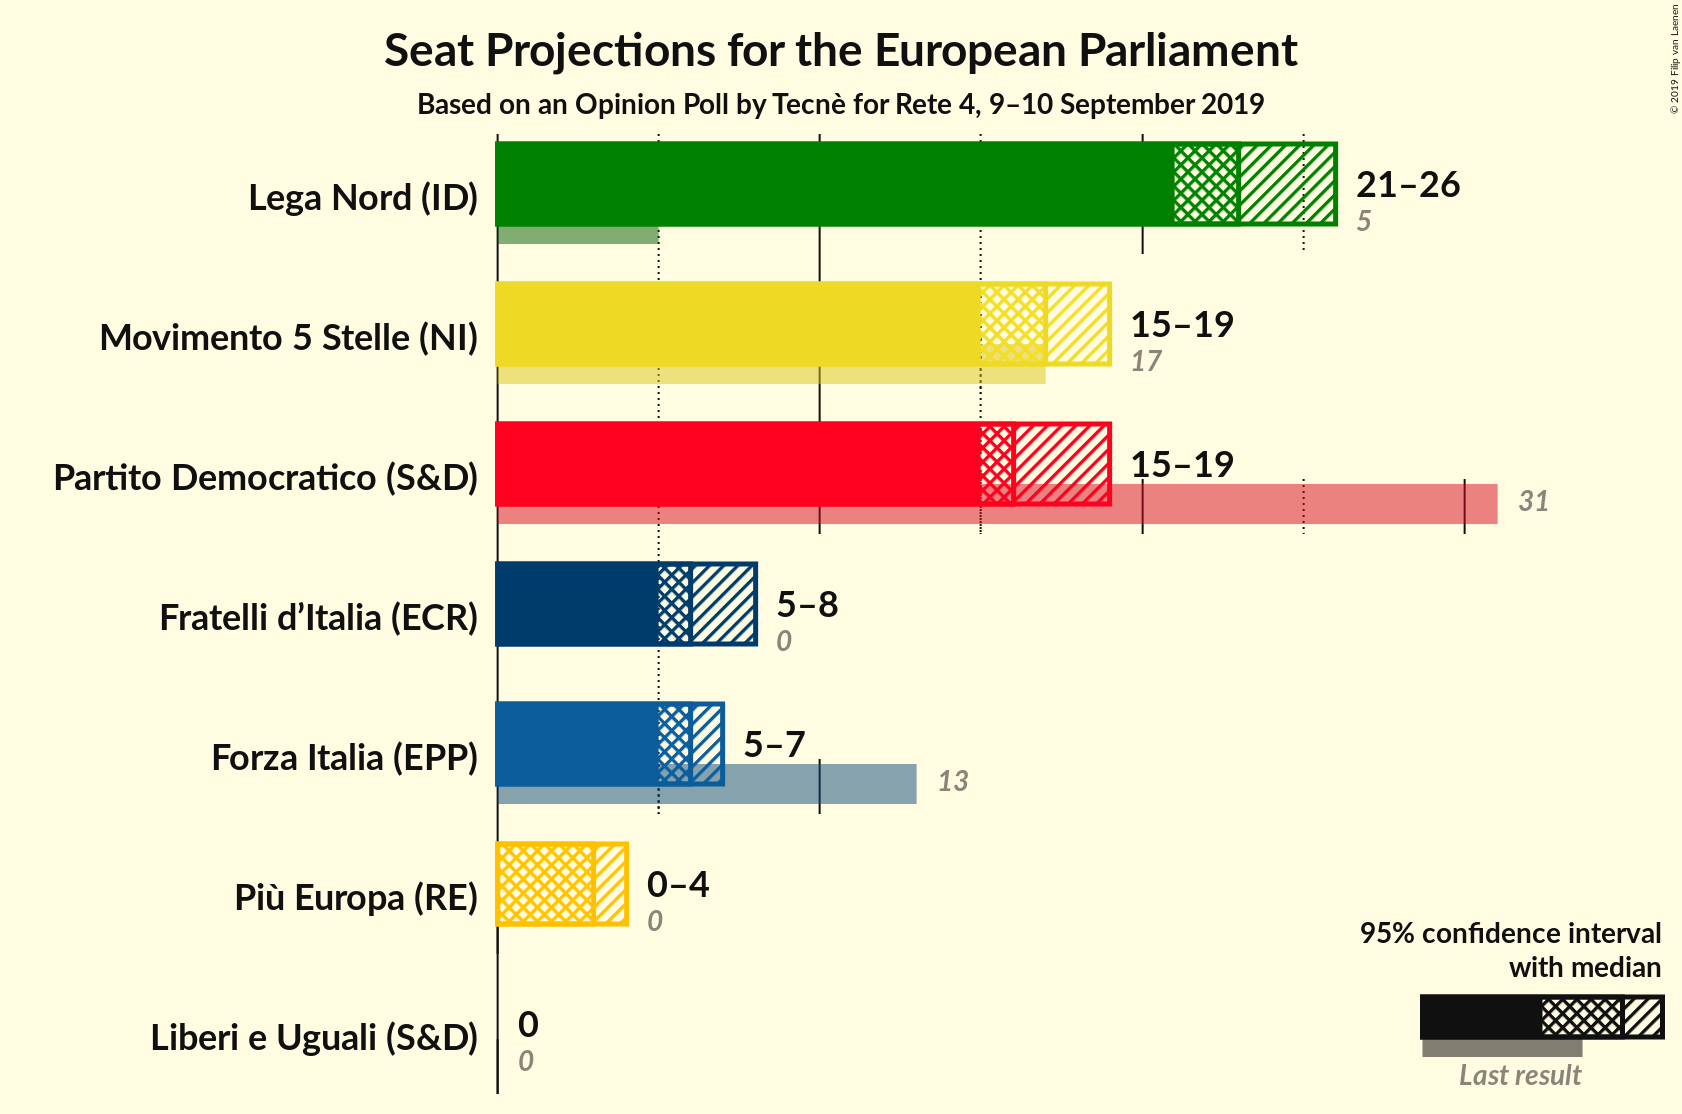 Seat Projections for the European Parliament
Based on an Opinion Poll by Tecnè for Rete 4, 9–10 September 2019
© 2019 Filip van Laenen
Lega Nord (ID)
21–26
5
Movimento 5 Stelle (NI)
15–19
17
Partito Democratico (S&D)
15–19
31
Fratelli d’Italia (ECR)
5–8
0
Forza Italia (EPP)
5–7
13
Più Europa (RE)
0–4
0
Liberi e Uguali (S&D)
0
0
95% confidence interval
with median
Last result